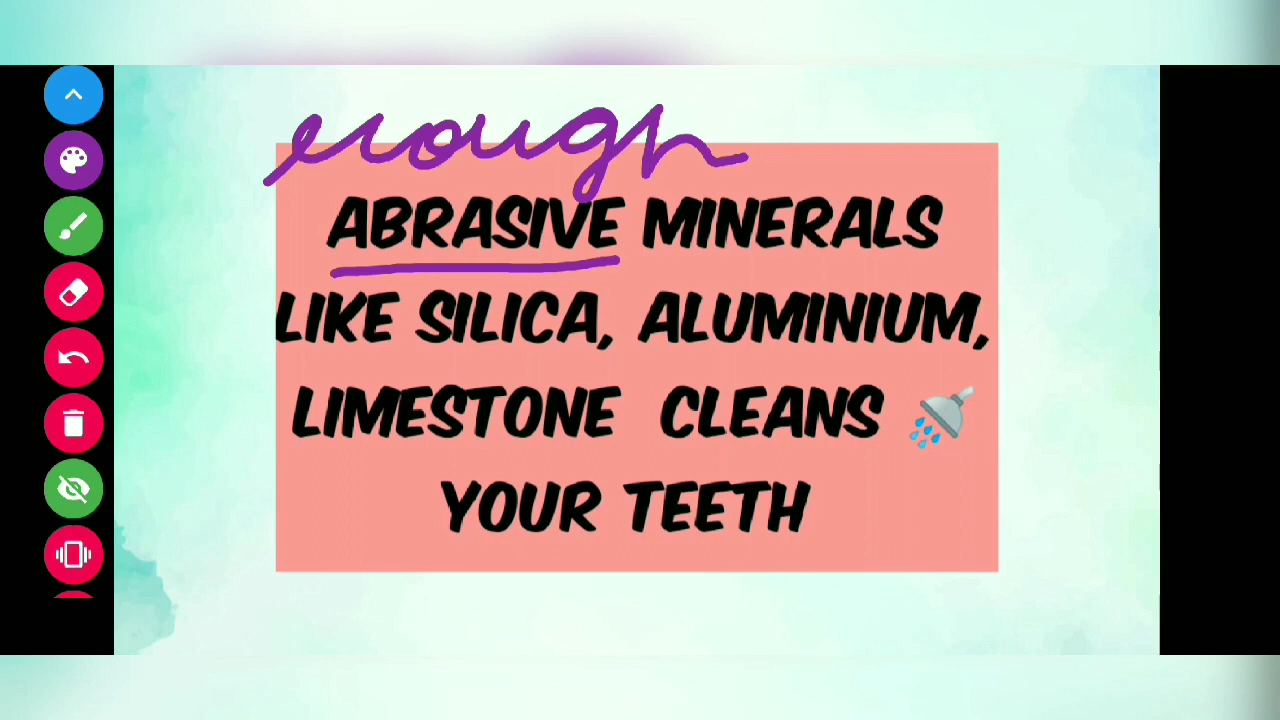 rough
ABRASIVE MINERALS
LIKE SILICA, ALUMINIUM,
LIMESTONE CLEANS
YOUR TEETH